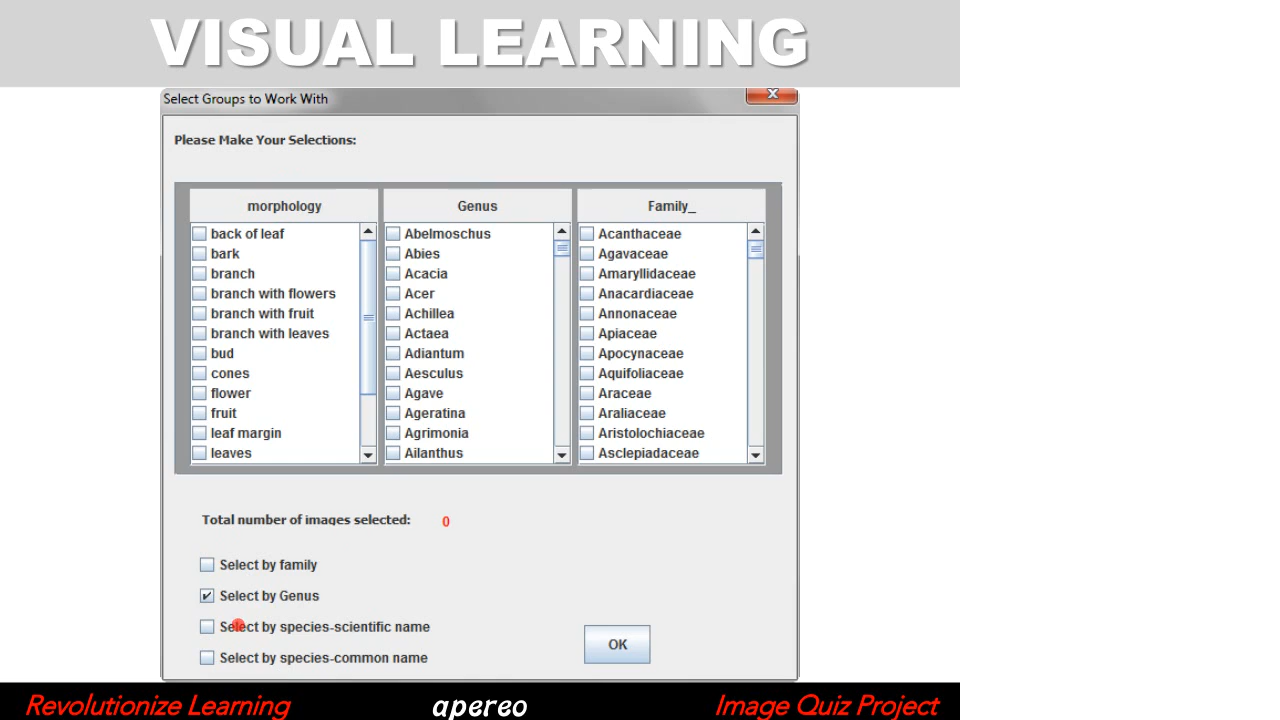 VISUAL LEARNING
Select Groups to Work With
X
Please Make Your Selections:
morphology
back of leaf
bark
branch
branch with flowers
branch with fruit
branch with leaves
bud
cones
flower
fruit
leaf margin
leaves
Genus
Abelmoschus
Abies
Acacia
Acer
Achillea
Actaea
Adiantum
Aesculus
Agave
Ageratina
Agrimonia
Ailanthus
Family_
Acanthaceae
Agavaceae
Amaryllidaceae
Anacardiaceae
Annonaceae
Apiaceae
Apocynaceae
Aquifoliaceae
Araceae
Araliaceae
Aristolochiaceae
Asclepiadaceae
Total number of images selected: 0
Select by family
Select by Genus
Select by species-scientific name
Select by species-common name
OK
Revolutionize Learning apereo Image Quiz Project